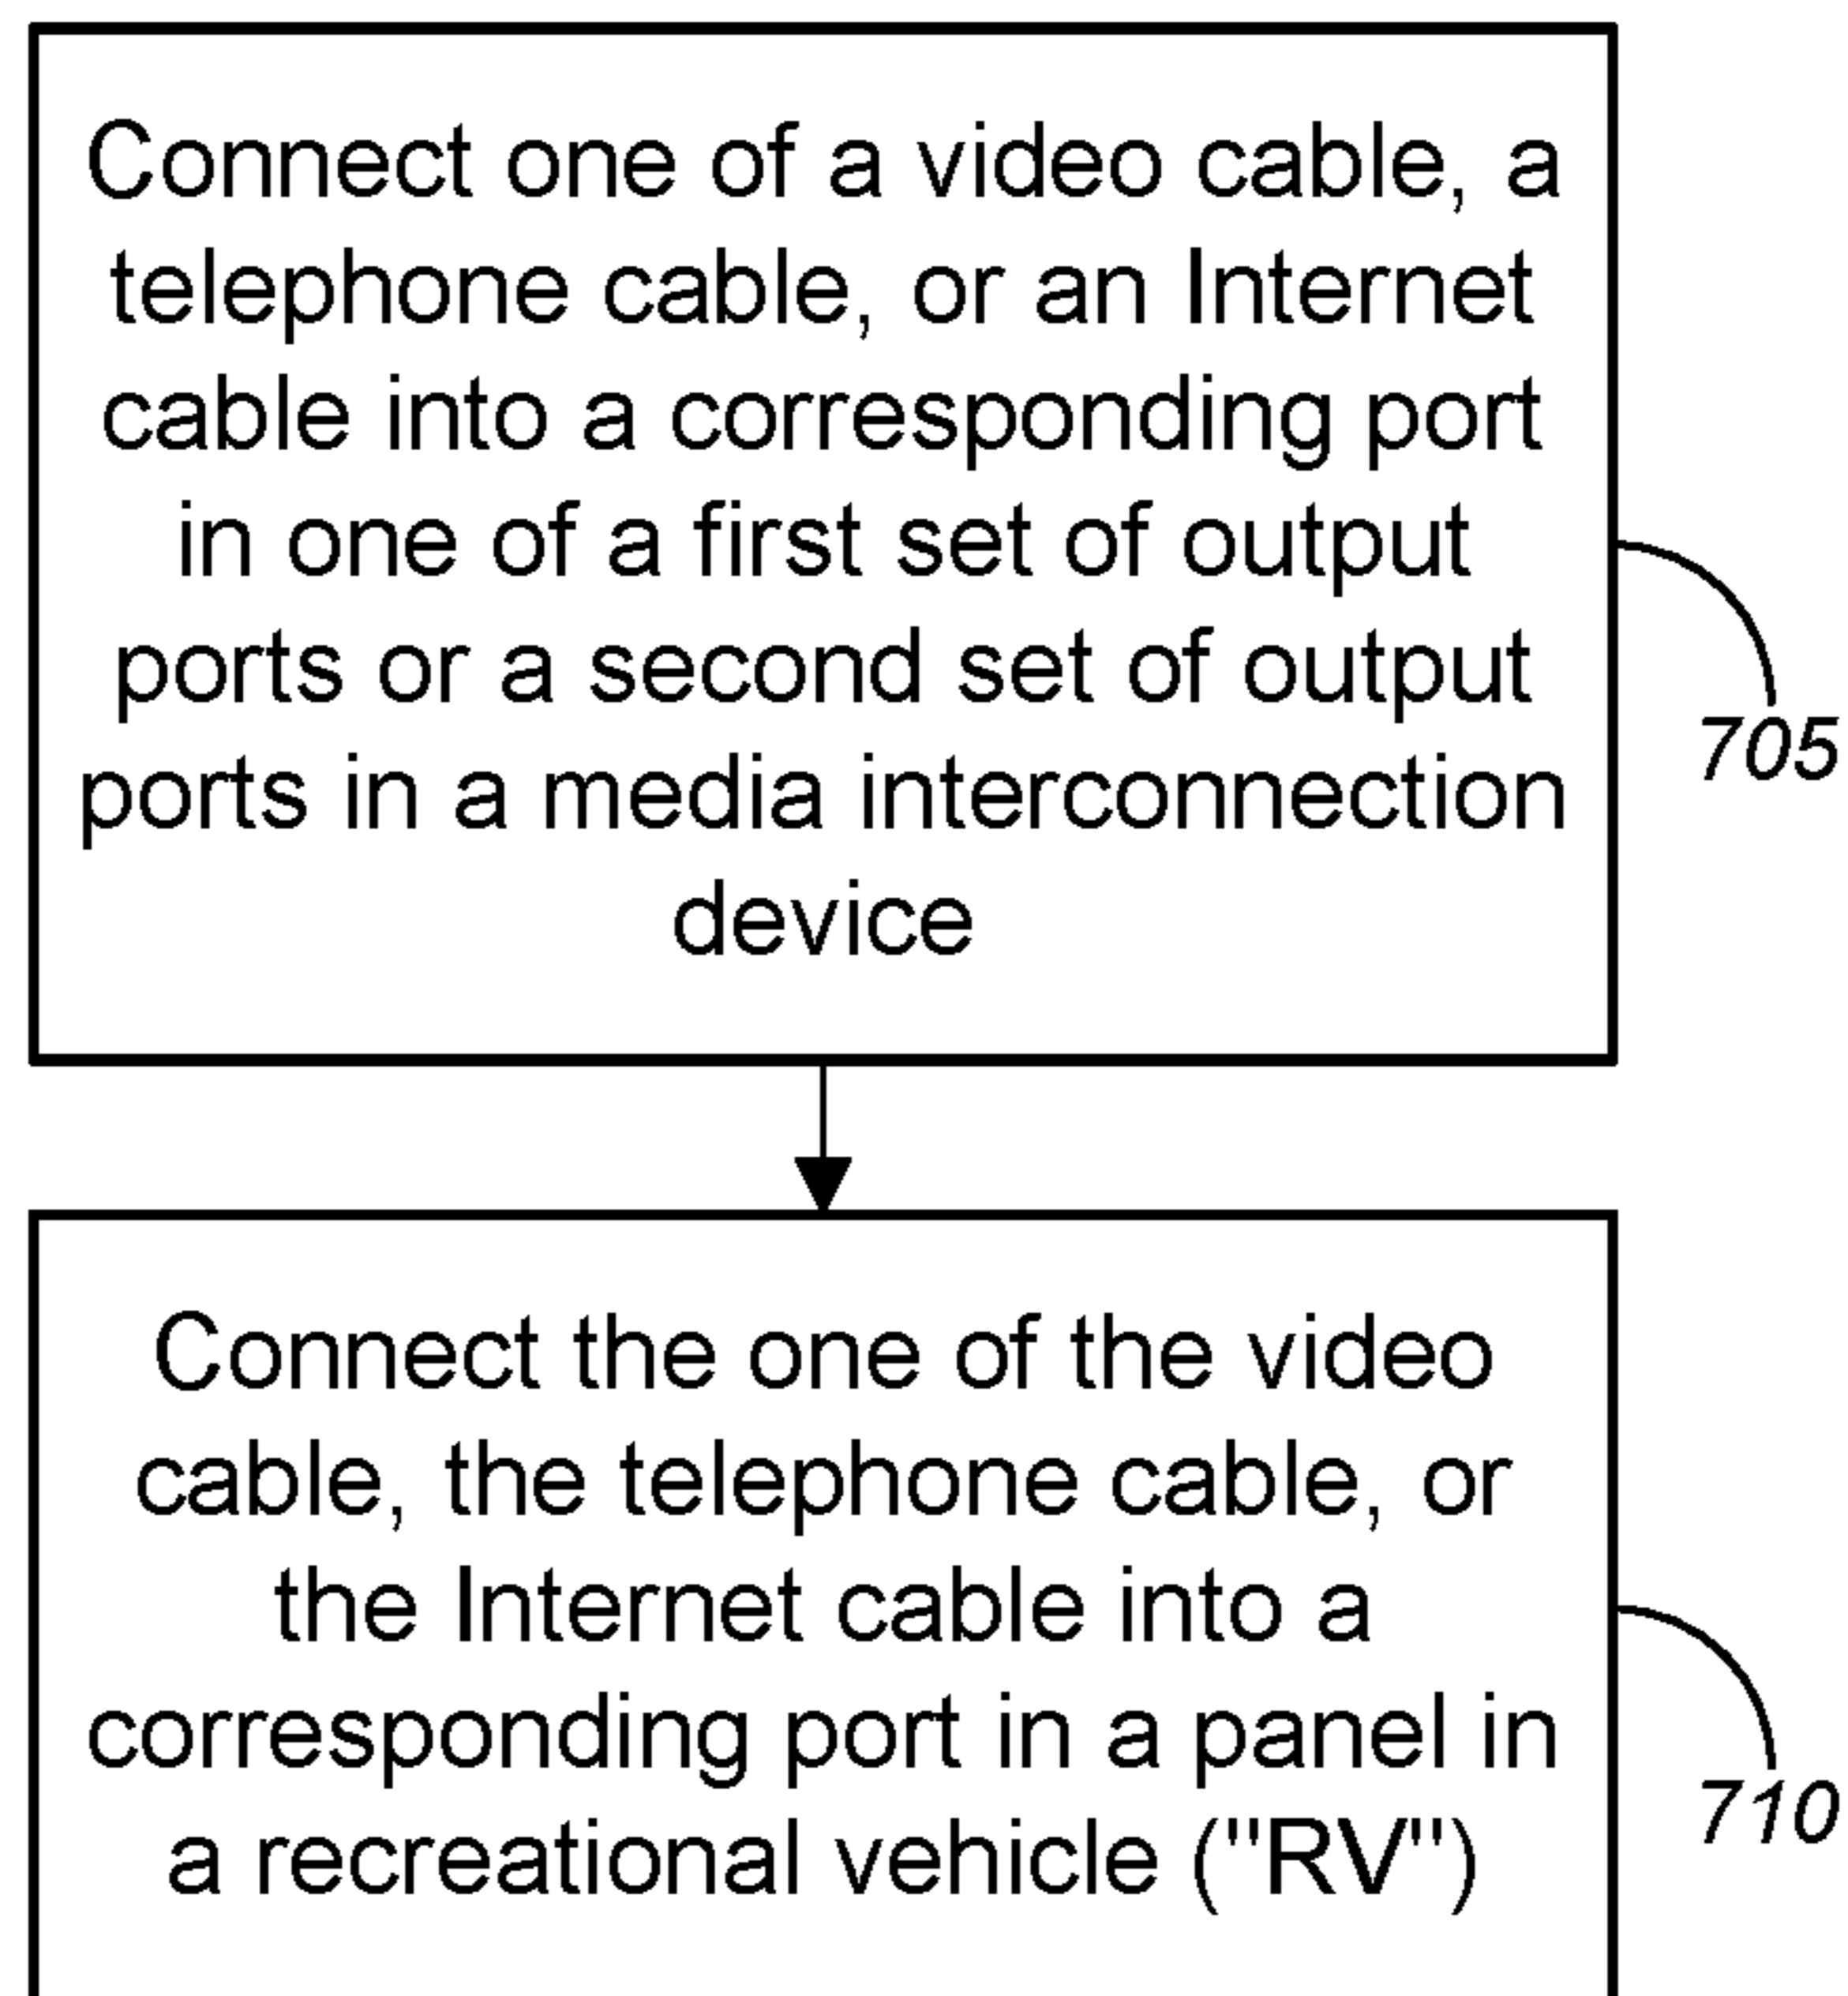 Connect one of a video cable, a
telephone cable, or an Internet
cable into a corresponding port
in one of a first set of output
ports or a second set of output
ports in a media interconnection
device
705
Connect the one of the video
cable, the telephone cable, or
the Internet cable into a
corresponding port in a panel in
a recreational vehicle ("RV")
710